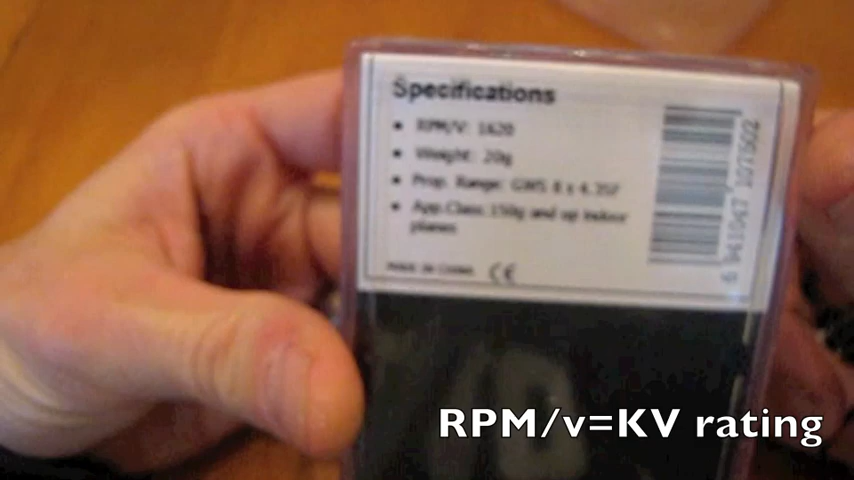 Specifications
• RPM/V: 1620
• Weight: 20g
• Prop. Range: GWS 8 x 4.3SF
• App.Class:150g and up indoor
planes
MADE IN CHINA CE
RPM/v=KV rating